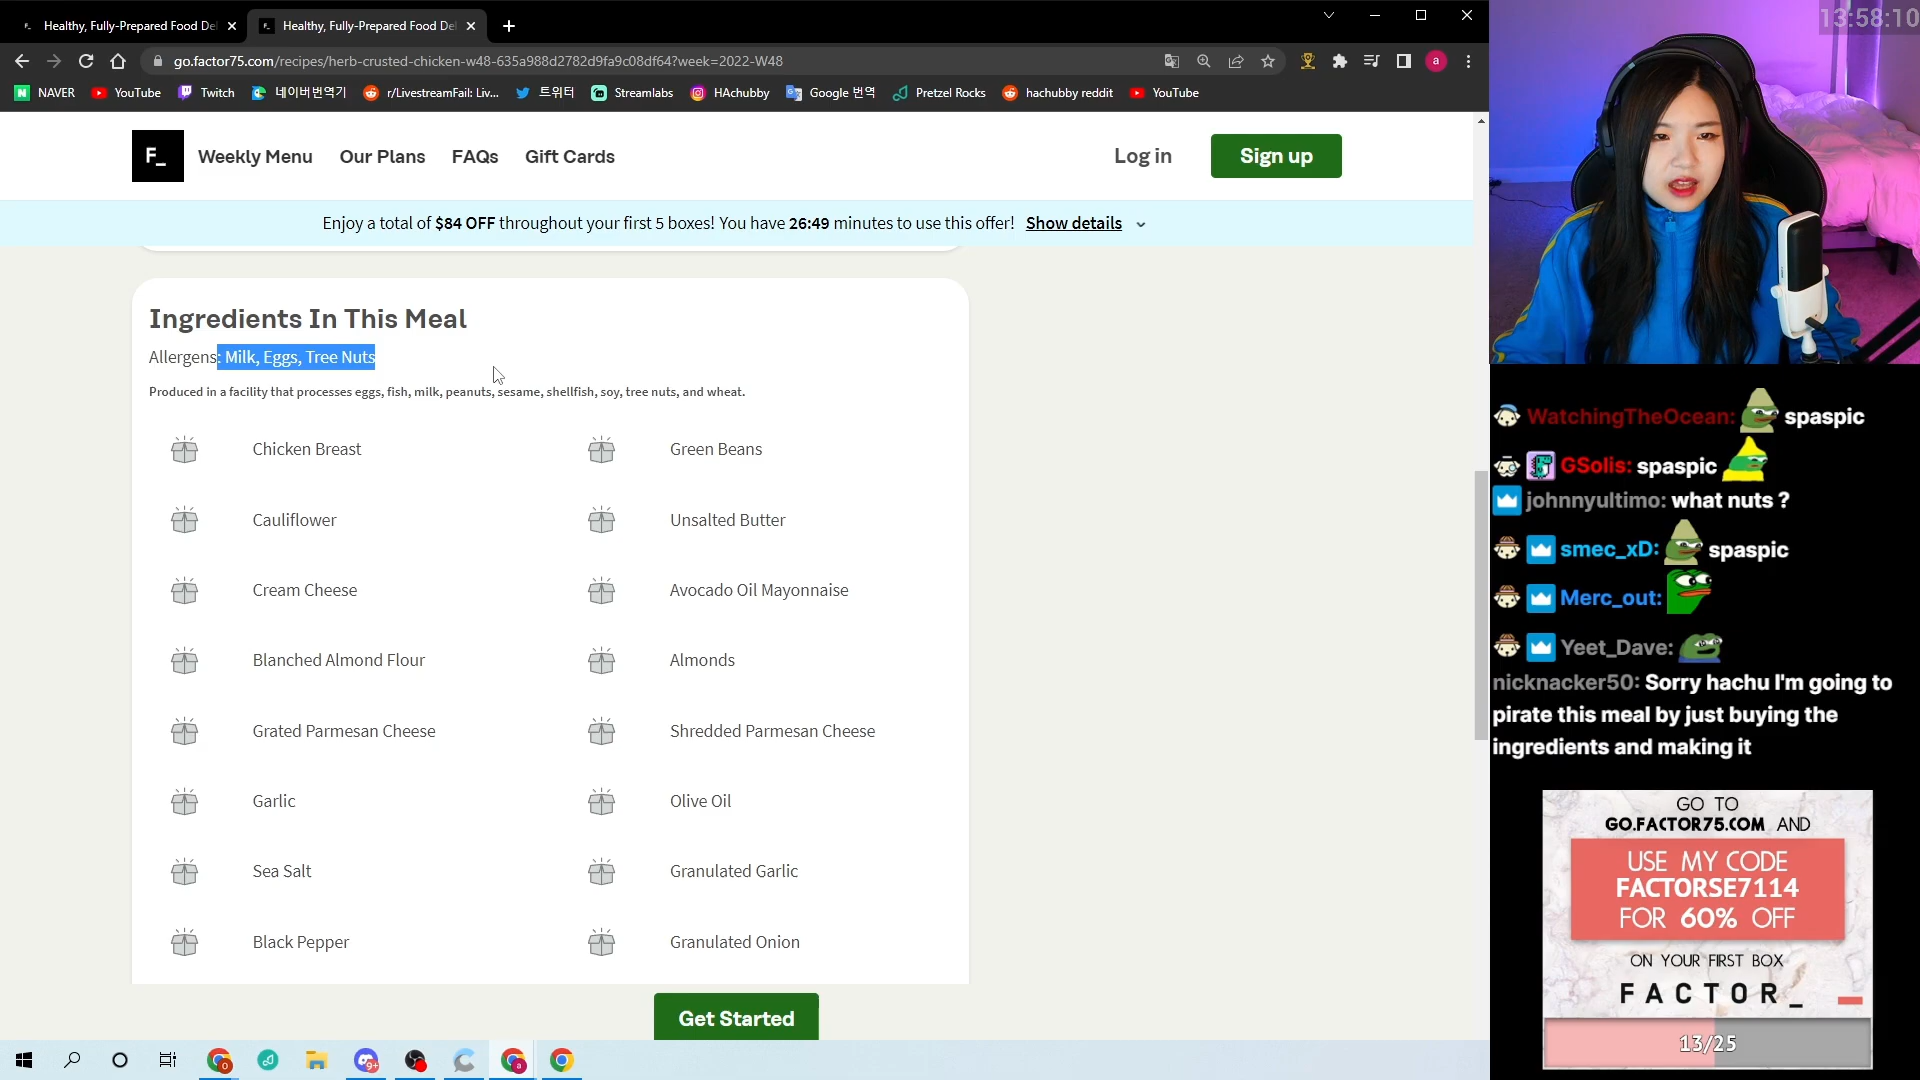 Healthy, Fully-Prepared Food De
Healthy, Fully-Prepared Food De
go.factor75.com/recipes/herb-crusted-chicken-w48-635a988d2782d9fa9c08df64?week=2022-W48
a
N NAVER
YouTube
Twitch
네이버번역기
r/LivestreamFail: Liv...
트위터
Streamlabs
HAchubby
Google 번역
Pretzel Rocks
hachubby reddit
YouTube
F_
Weekly Menu
Our Plans
FAQs
Gift Cards
Log in
Sign up
Enjoy a total of $84 OFF throughout your first 5 boxes! You have 26:49 minutes to use this offer! Show details
Ingredients In This Meal
Allergens: Milk, Eggs, Tree Nuts
Produced in a facility that processes eggs, fish, milk, peanuts, sesame, shellfish, soy, tree nuts, and wheat.
Chicken Breast
Green Beans
Cauliflower
Unsalted Butter
Cream Cheese
Avocado Oil Mayonnaise
Blanched Almond Flour
Almonds
Grated Parmesan Cheese
Shredded Parmesan Cheese
Garlic
Olive Oil
Sea Salt
Granulated Garlic
Black Pepper
Granulated Onion
Get Started
9+
13:58:10
WatchingTheOcean: spaspic
GSolis: spaspic
johnnyultimo: what nuts ?
smec_xD: spaspic
Merc_out:
Yeet_Dave:
nicknacker50: Sorry hachu I'm going to
pirate this meal by just buying the
ingredients and making it
GO TO
GO.FACTOR75.COM AND
USE MY CODE
FACTORSE7114
FOR 60% OFF
ON YOUR FIRST BOX
FACTOR_
13/25